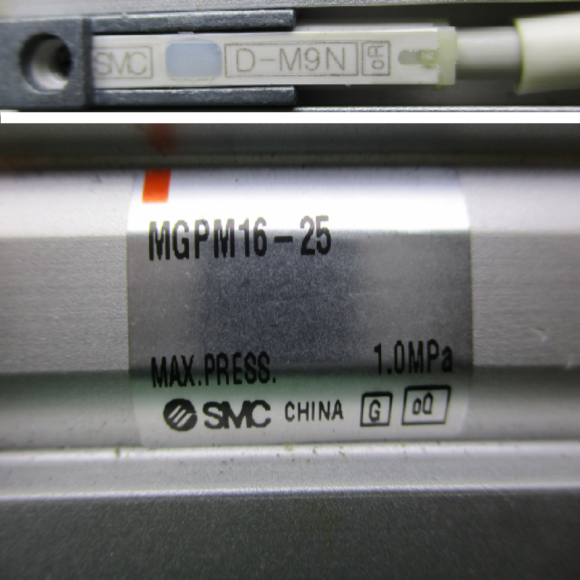 SMC D-M9N
MGPM16-25
MAX.PRESS. 1.0MPa
SMC CHINA G